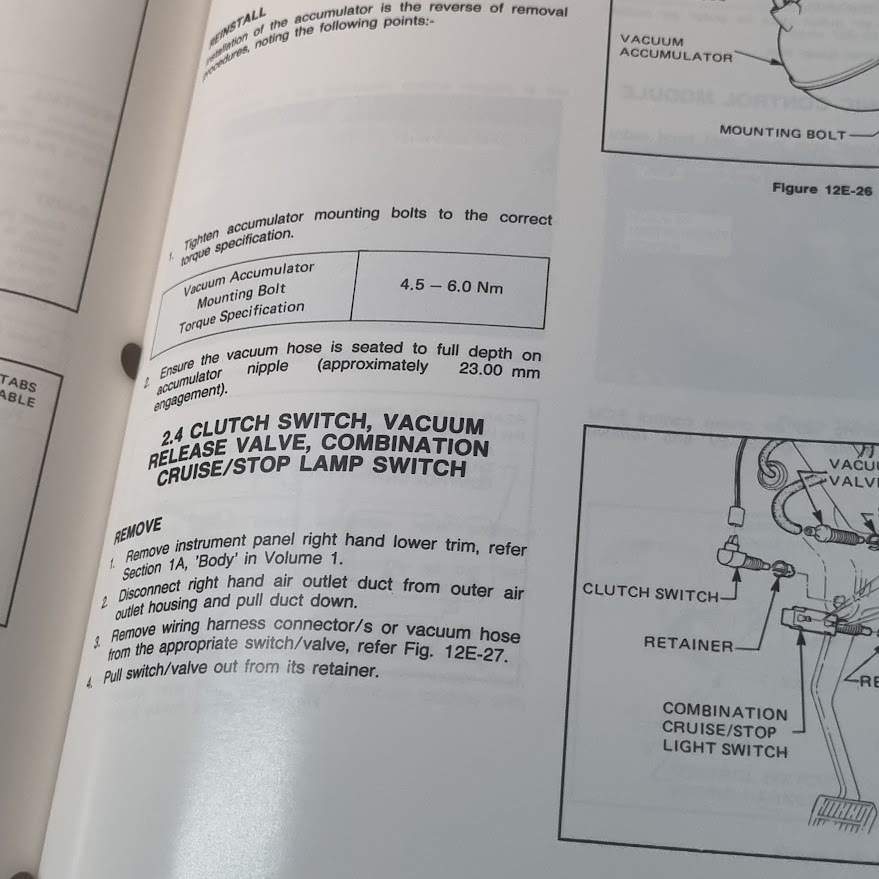 REINSTALL
Installation of the accumulator is the reverse of removal
procedures, noting the following points:-
1. Tighten accumulator mounting bolts to the correct
torque specification.
Vacuum Accumulator
Mounting Bolt
Torque Specification
4.5 – 6.0 Nm
2. Ensure the vacuum hose is seated to full depth on
accumulator nipple (approximately 23.00 mm
engagement).
2.4 CLUTCH SWITCH, VACUUM
RELEASE VALVE, COMBINATION
CRUISE/STOP LAMP SWITCH
REMOVE
1. Remove instrument panel right hand lower trim, refer
Section 1A, 'Body' in Volume 1.
2. Disconnect right hand air outlet duct from outer air
outlet housing and pull duct down.
3. Remove wiring harness connector/s or vacuum hose
from the appropriate switch/valve, refer Fig. 12E-27.
4. Pull switch/valve out from its retainer.
TABS
ABLE
VACUUM
ACCUMULATOR
MOUNTING BOLT
Figure 12E-26
VACU
VALV
CLUTCH SWITCH
RETAINER
RE
COMBINATION
CRUISE/STOP
LIGHT SWITCH